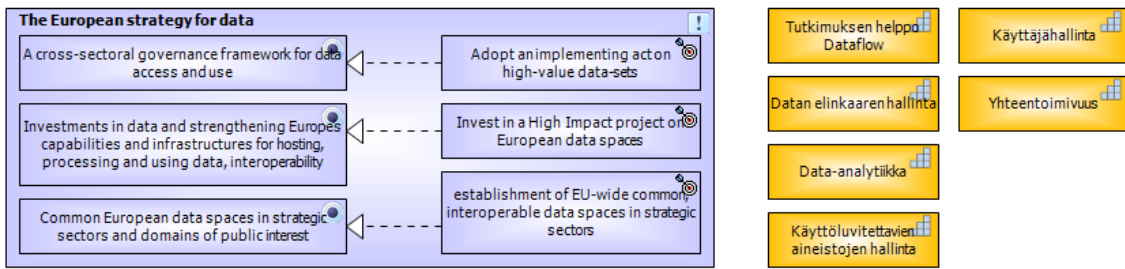 The European strategy for data
!
A cross-sectoral governance framework for data
access and use
Adopt an implementing act on
high-value data-sets
Investments in data and strengthening Europes
capabilities and infrastructures for hosting,
processing and using data, interoperability
Invest in a High Impact project on
European data spaces
Common European data spaces in strategic
sectors and domains of public interest
establishment of EU-wide common,
interoperable data spaces in strategic
sectors
Tutkimuksen helppo
Dataflow
Käyttäjähallinta
Datan elinkaaren hallinta
Yhteentoimivuus
Data-analytiikka
Käyttöluvitettavien
aineistojen hallinta